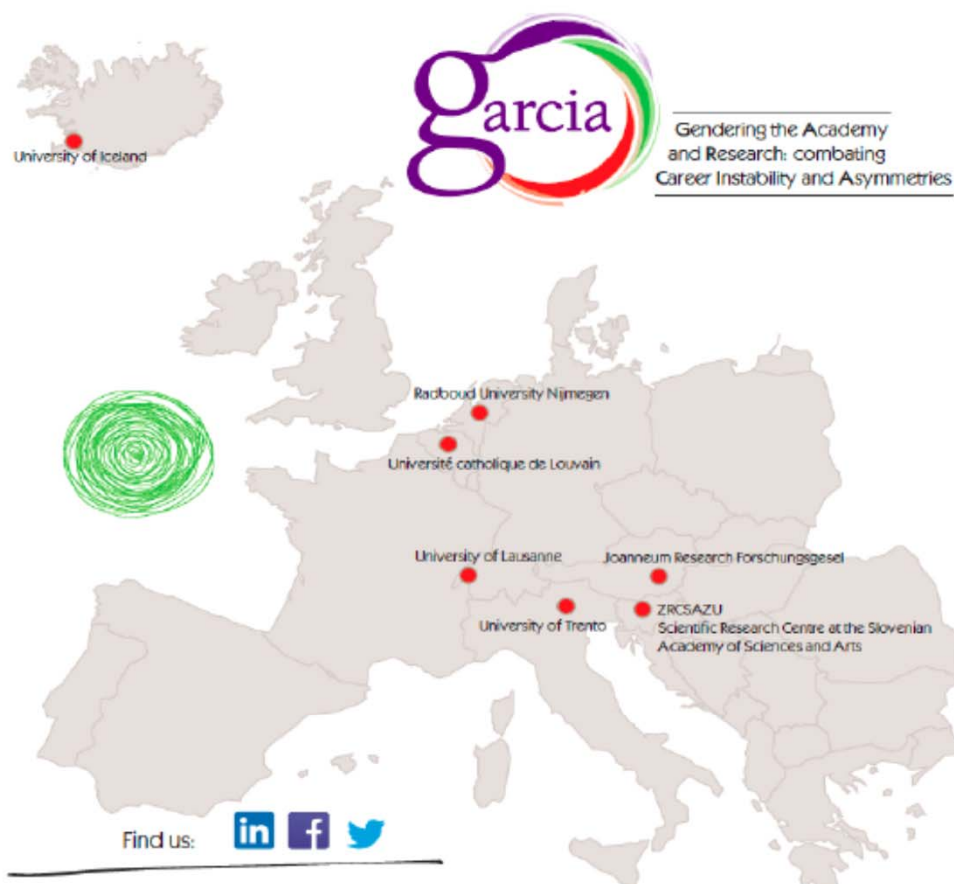 garcia
Gendering the Academy
and Research: combating
Career Instability and Asymmetries
University of Iceland
Radboud University Nijmegen
Université catholique de Louvain
University of Lausanne
Joanneum Research Forschungsgesel
University of Trento
ZRCSAZU
Scientific Research Centre at the Slovenian
Academy of Sciences and Arts
Find us:
in f